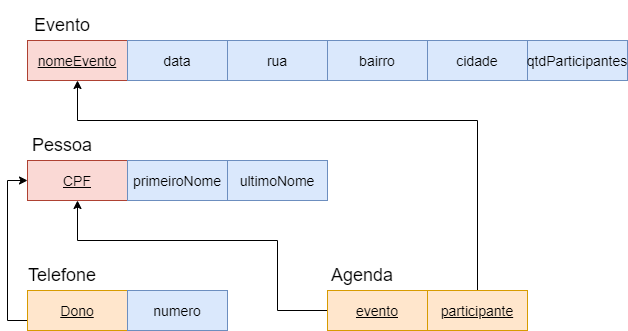 Evento
nomeEvento data rua bairro cidade qtdParticipantes
Pessoa
CPF primeiroNome ultimoNome
Telefone Agenda
Dono numero evento participante